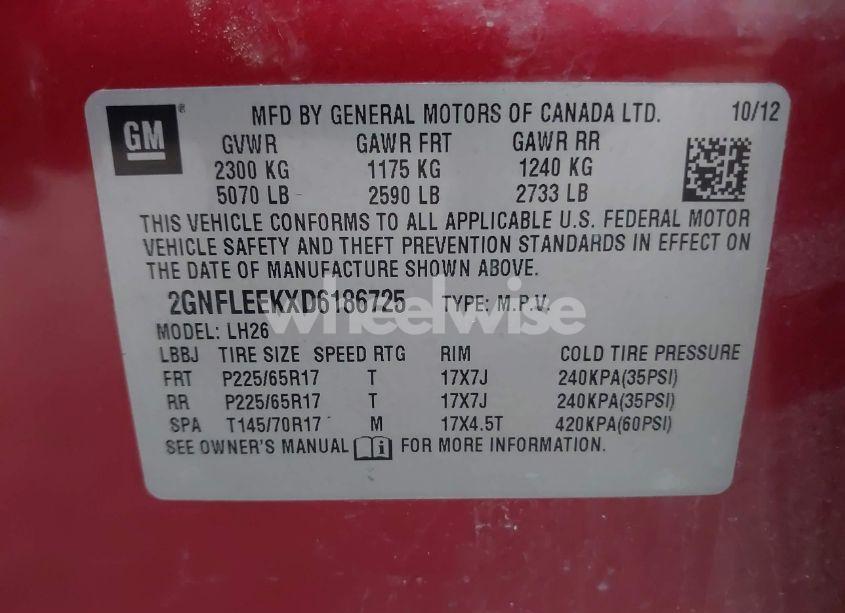 GM
®
MFD BY GENERAL MOTORS OF CANADA LTD. 10/12
GVWR GAWR FRT GAWR RR
2300 KG 1175 KG 1240 KG
5070 LB 2590 LB 2733 LB
THIS VEHICLE CONFORMS TO ALL APPLICABLE U.S. FEDERAL MOTOR
VEHICLE SAFETY AND THEFT PREVENTION STANDARDS IN EFFECT ON
THE DATE OF MANUFACTURE SHOWN ABOVE.
2GNFLEEKXD6186725 TYPE: M.P.V.
wheelwise
MODEL: LH26
LBBJ TIRE SIZE SPEED RTG RIM COLD TIRE PRESSURE
FRT P225/65R17 T 17X7J 240KPA(35PSI)
RR P225/65R17 T 17X7J 240KPA(35PSI)
SPA T145/70R17 M 17X4.5T 420KPA(60PSI)
SEE OWNER'S MANUAL i FOR MORE INFORMATION.